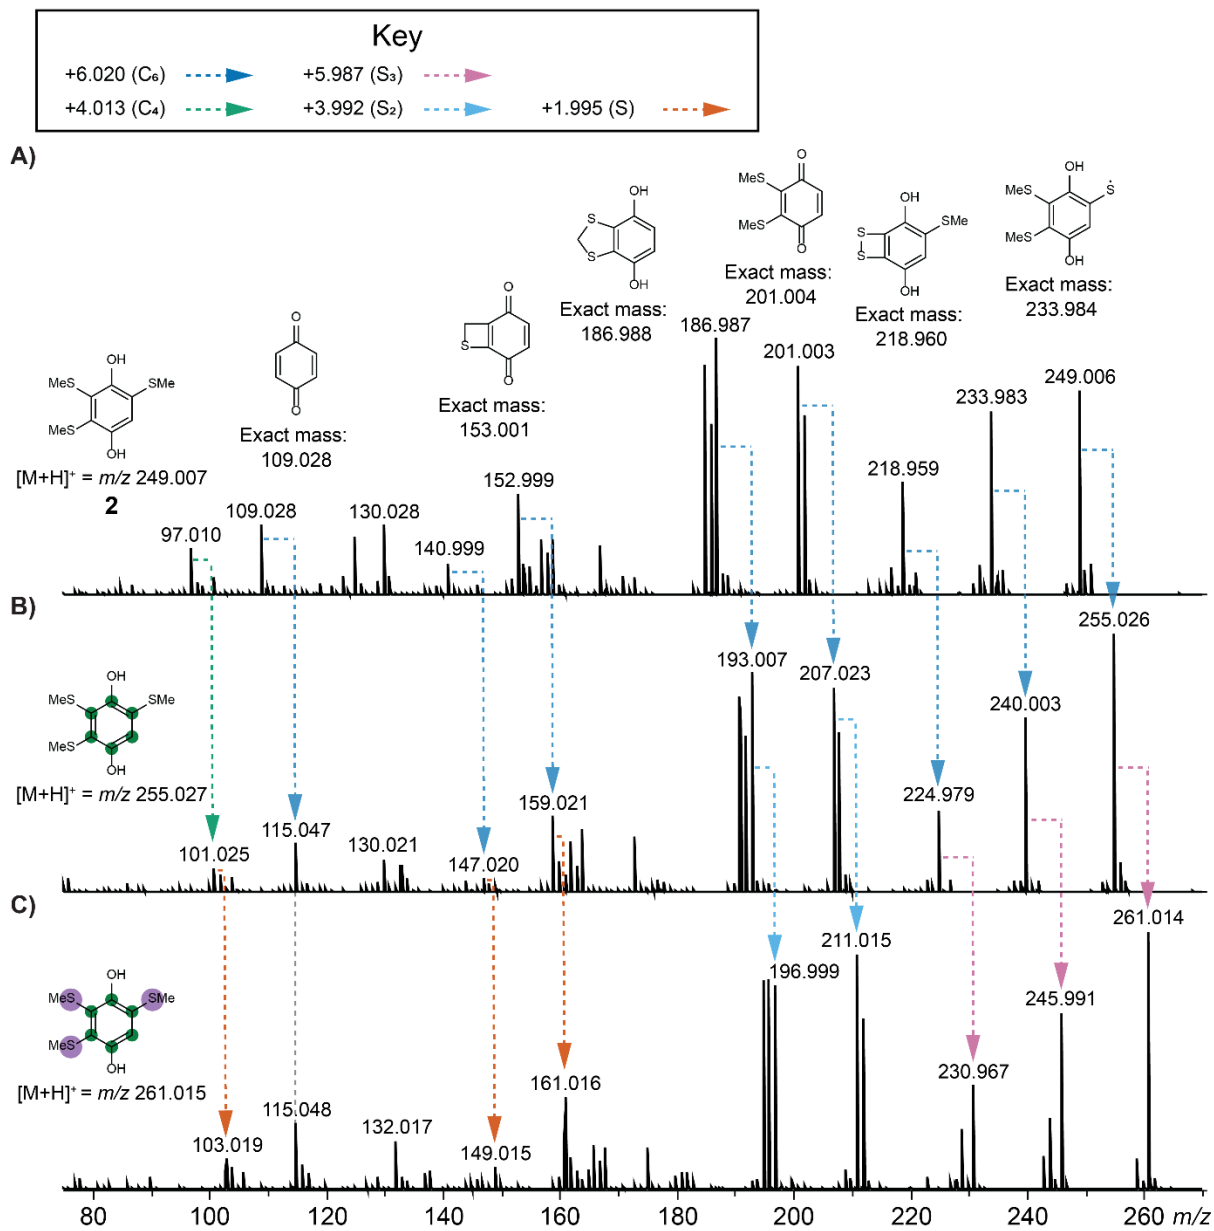 Key
+6.020 (C₆) +5.987 (S₃)
+4.013 (C₄) +3.992 (S₂) +1.995 (S)
A)
O
MeS
MeS
O
Exact mass:
201.004
OH
S
S
SMe
OH
Exact mass:
218.960
OH
MeS
Ṡ
MeS
OH
Exact mass:
233.984
OH
S
S
OH
Exact mass:
186.988
O
S
O
Exact mass:
153.001
O
O
Exact mass:
109.028
OH
MeS
SMe
MeS
OH
[M+H]⁺ = m/z 249.007
2
97.010
109.028
130.028
140.999
152.999
186.987
201.003
218.959
233.983
249.006
B)
OH
MeS
SMe
MeS
OH
[M+H]⁺ = m/z 255.027
101.025
115.047
130.021
147.020
159.021
193.007
207.023
224.979
240.003
255.026
C)
OH
MeS
SMe
MeS
OH
[M+H]⁺ = m/z 261.015
103.019
115.048
132.017
149.015
161.016
196.999
211.015
230.967
245.991
261.014
80 100 120 140 160 180 200 220 240 260 m/z